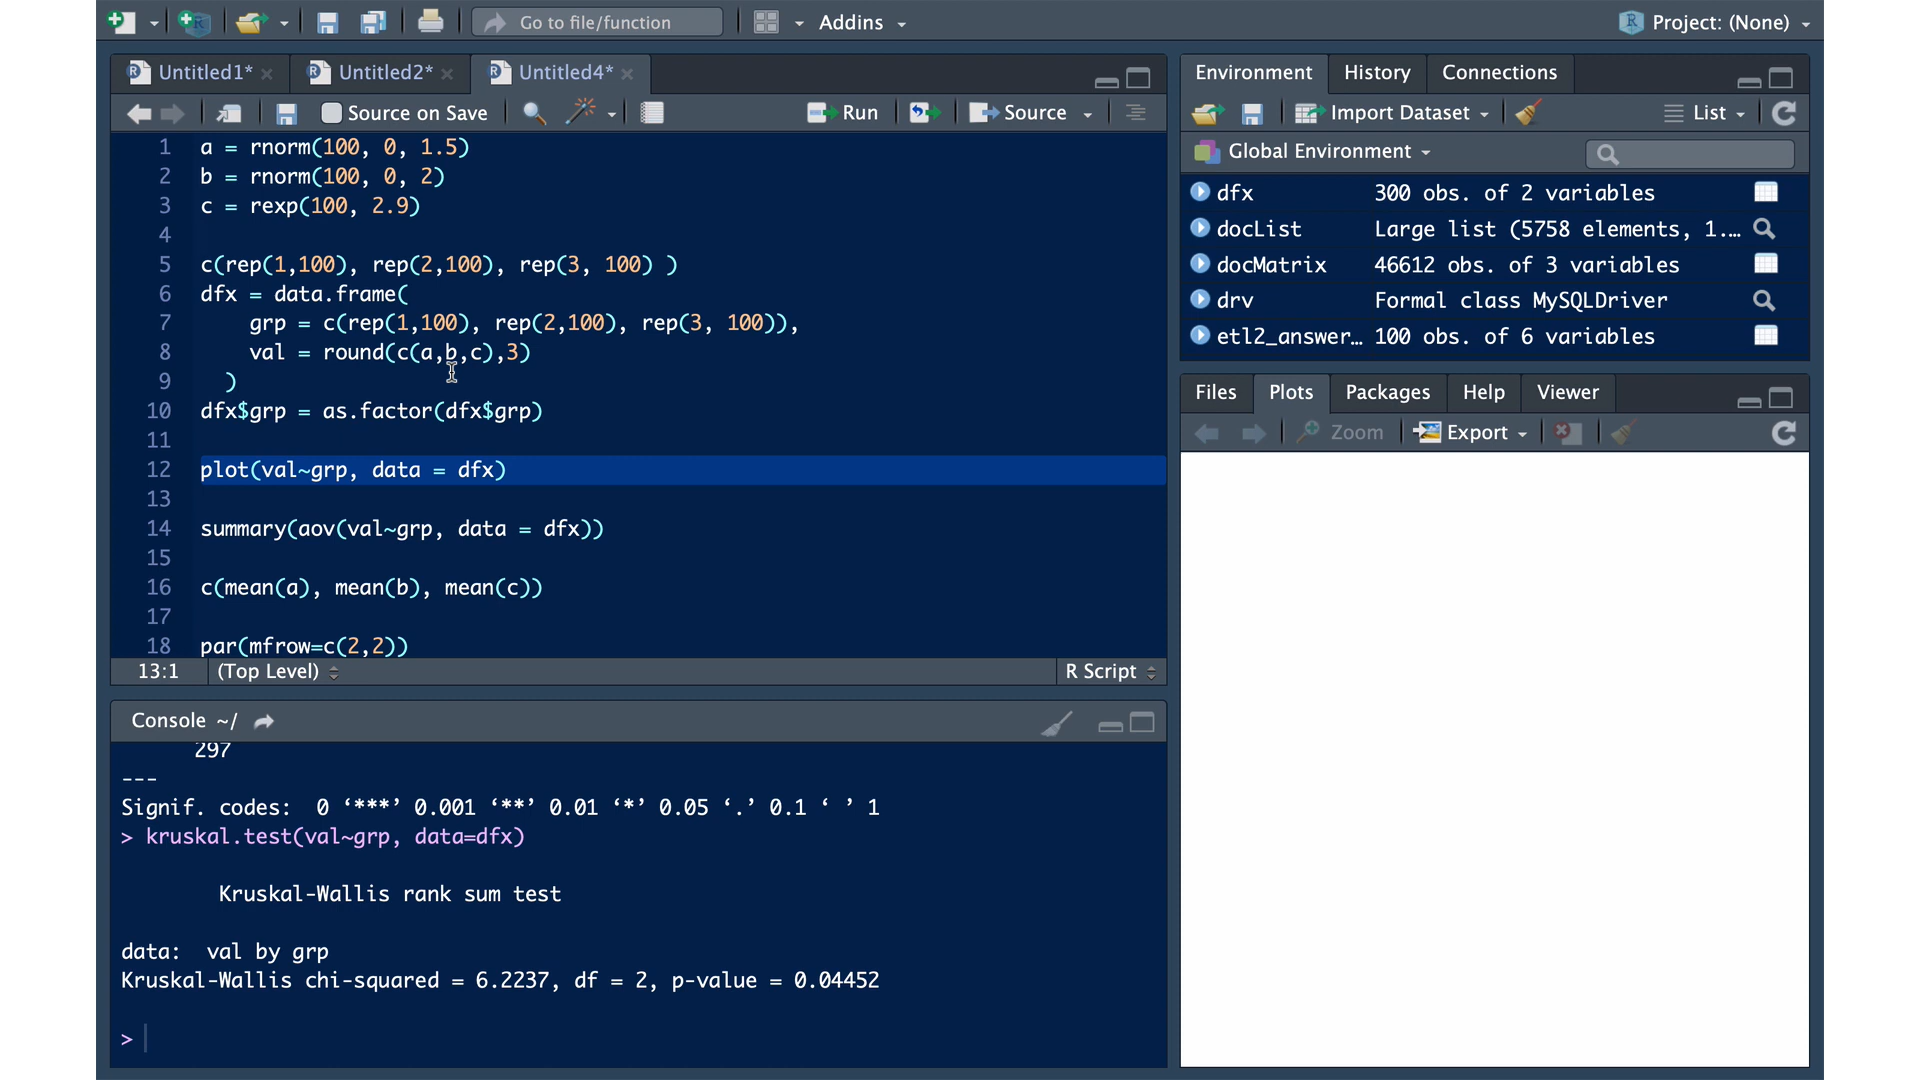 Go to file/function
Addins
Project: (None)
Untitled1*
Untitled2*
Untitled4*
Source on Save
Run
Source
1 a = rnorm(100, 0, 1.5)
2 b = rnorm(100, 0, 2)
3 c = rexp(100, 2.9)
4
5 c(rep(1,100), rep(2,100), rep(3, 100) )
6 dfx = data.frame(
7 grp = c(rep(1,100), rep(2,100), rep(3, 100)),
8 val = round(c(a,b,c),3)
9 )
10 dfx$grp = as.factor(dfx$grp)
11
12 plot(val~grp, data = dfx)
13
14 summary(aov(val~grp, data = dfx))
15
16 c(mean(a), mean(b), mean(c))
17
18 par(mfrow=c(2,2))
13:1 (Top Level) R Script
Console ~/
297
---
Signif. codes:  0 ‘***’ 0.001 ‘**’ 0.01 ‘*’ 0.05 ‘.’ 0.1 ‘ ’ 1
> kruskal.test(val~grp, data=dfx)
Kruskal-Wallis rank sum test
data:  val by grp
Kruskal-Wallis chi-squared = 6.2237, df = 2, p-value = 0.04452
>
Environment History Connections
Import Dataset List
Global Environment
dfx 300 obs. of 2 variables
docList Large list (5758 elements, 1.…
docMatrix 46612 obs. of 3 variables
drv Formal class MySQLDriver
etl2_answer… 100 obs. of 6 variables
Files Plots Packages Help Viewer
Zoom Export